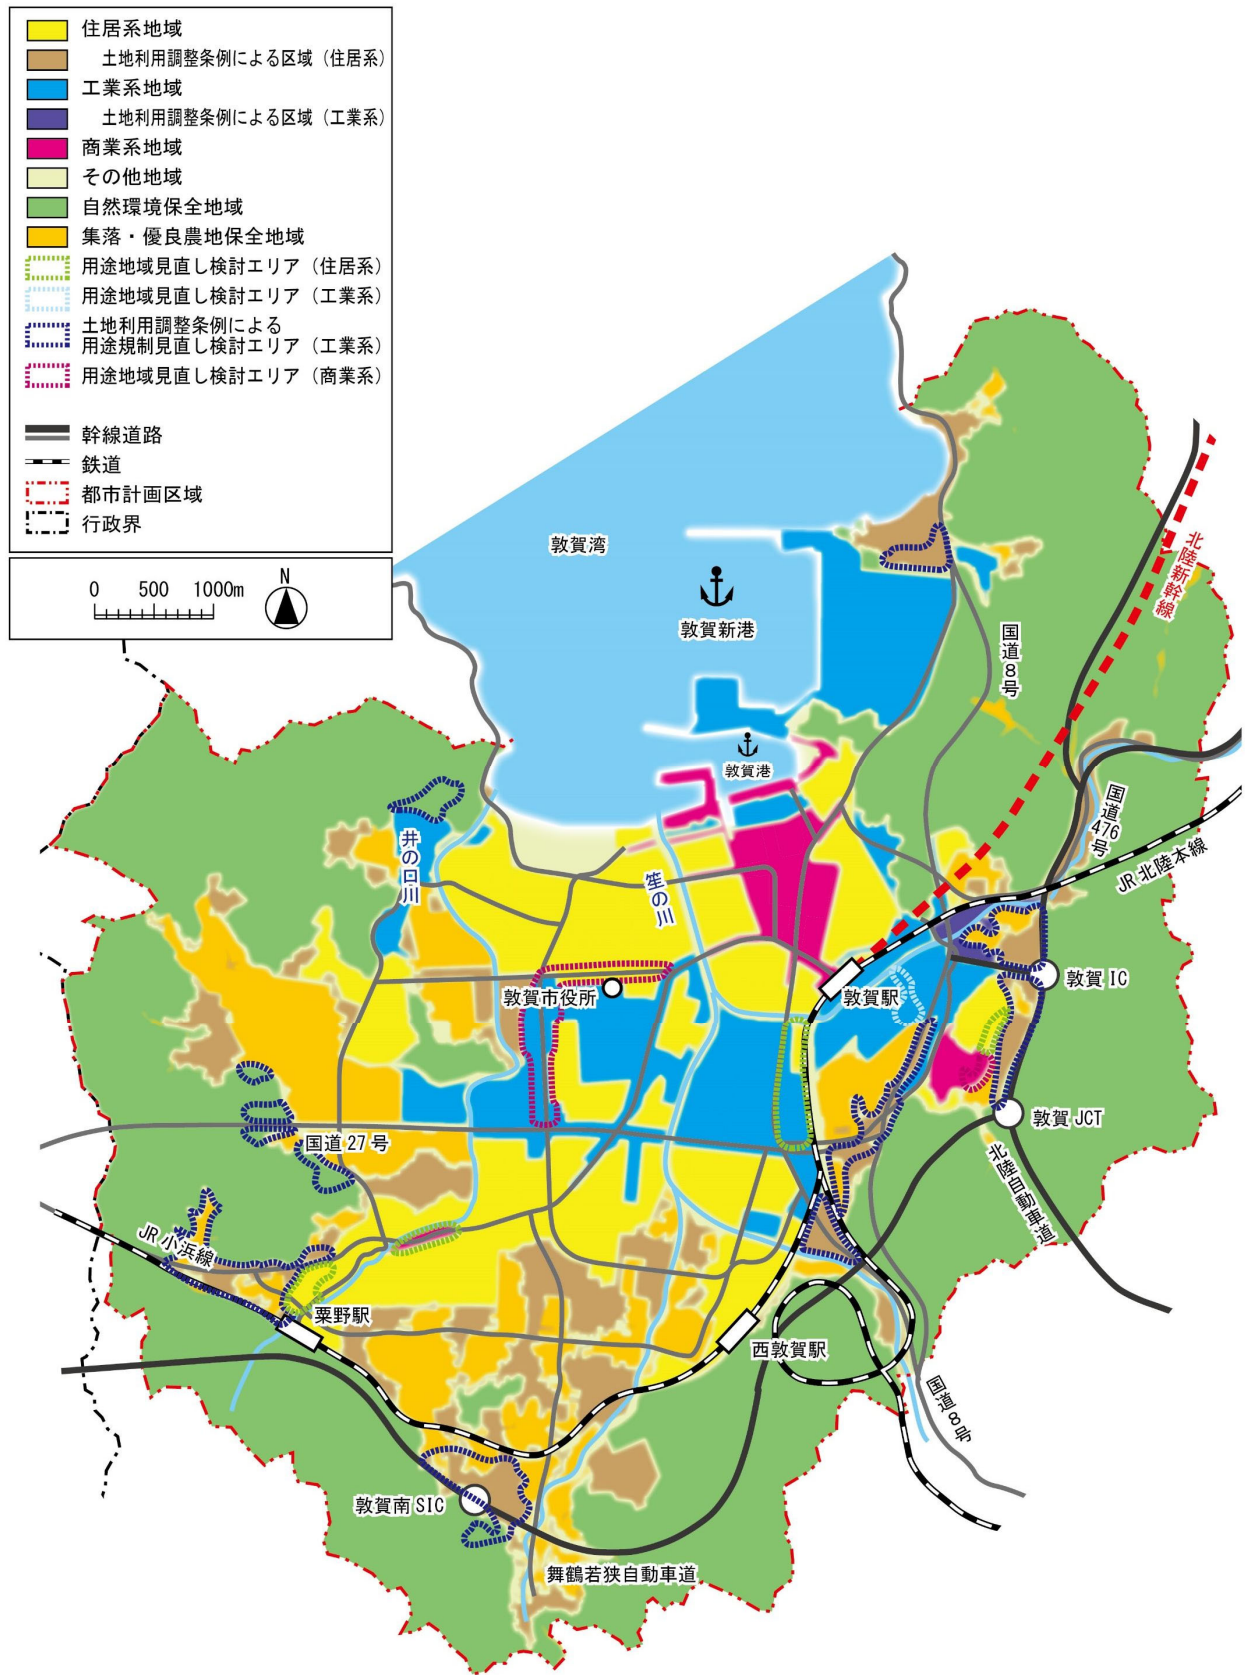 住居系地域
土地利用調整条例による区域（住居系）
工業系地域
土地利用調整条例による区域（工業系）
商業系地域
その他地域
自然環境保全地域
集落・優良農地保全地域
用途地域見直し検討エリア（住居系）
用途地域見直し検討エリア（工業系）
土地利用調整条例による
用途規制見直し検討エリア（工業系）
用途地域見直し検討エリア（商業系）
幹線道路
鉄道
都市計画区域
行政界
0 500 1000m
N
敦賀湾
敦賀新港
北陸新幹線
国道8号
敦賀港
国道476号
JR北陸本線
井の口川
笙の川
敦賀市役所
敦賀駅
敦賀IC
敦賀JCT
国道27号
北陸自動車道
JR小浜線
粟野駅
西敦賀駅
国道8号
敦賀南SIC
舞鶴若狭自動車道